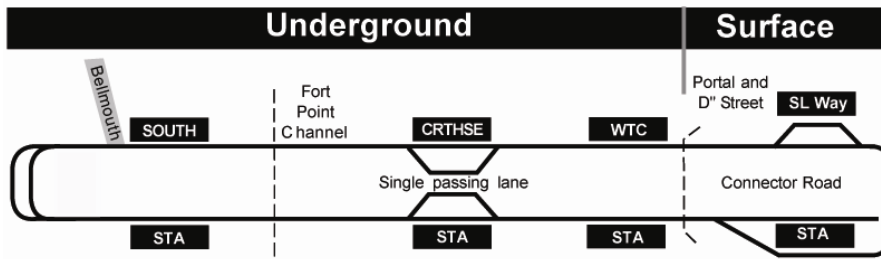 Underground
Surface
Bellmouth
Fort
Point
Channel
Portal and
D" Street
SL Way
SOUTH
CRTHSE
WTC
Single passing lane
Connector Road
STA
STA
STA
STA